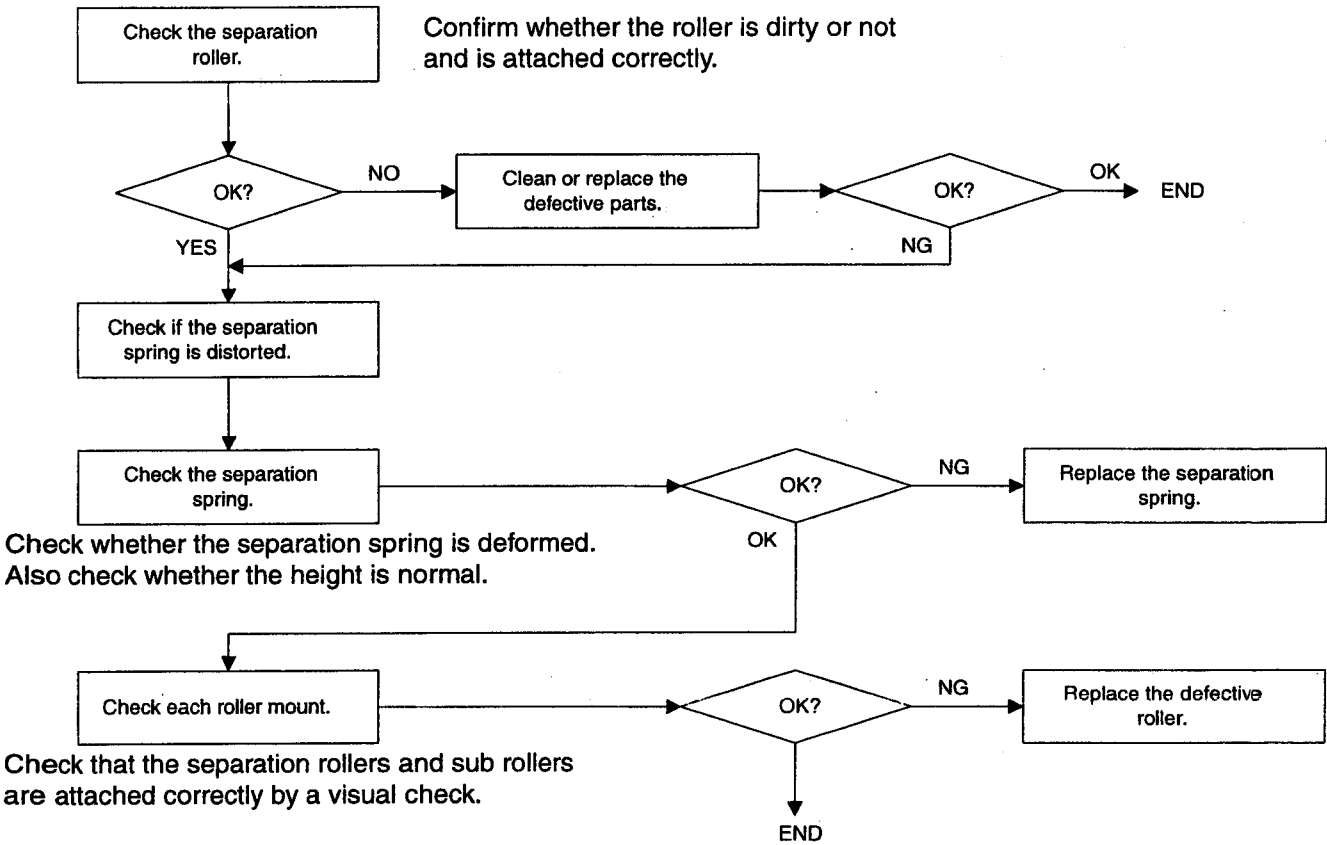 Check the separation
roller.
Confirm whether the roller is dirty or not
and is attached correctly.
OK?
NO
Clean or replace the
defective parts.
OK?
OK
END
YES
NG
Check if the separation
spring is distorted.
Check the separation
spring.
OK?
NG
Replace the separation
spring.
OK
Check whether the separation spring is deformed.
Also check whether the height is normal.
Check each roller mount.
OK?
NG
Replace the defective
roller.
Check that the separation rollers and sub rollers
are attached correctly by a visual check.
END